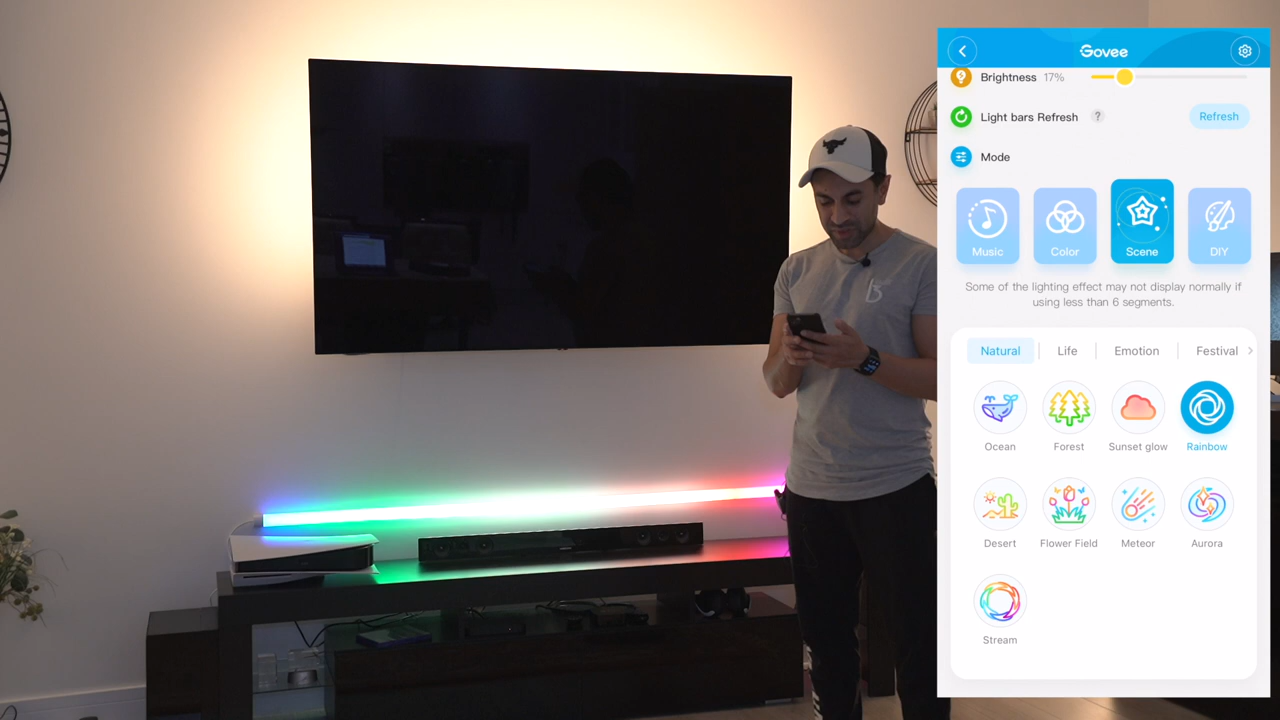 Govee
Brightness 17%
Light bars Refresh ?
Refresh
Mode
Music
Color
Scene
DIY
Some of the lighting effect may not display normally if
using less than 6 segments.
Natural
Life
Emotion
Festival
Ocean
Forest
Sunset glow
Rainbow
Desert
Flower Field
Meteor
Aurora
Stream